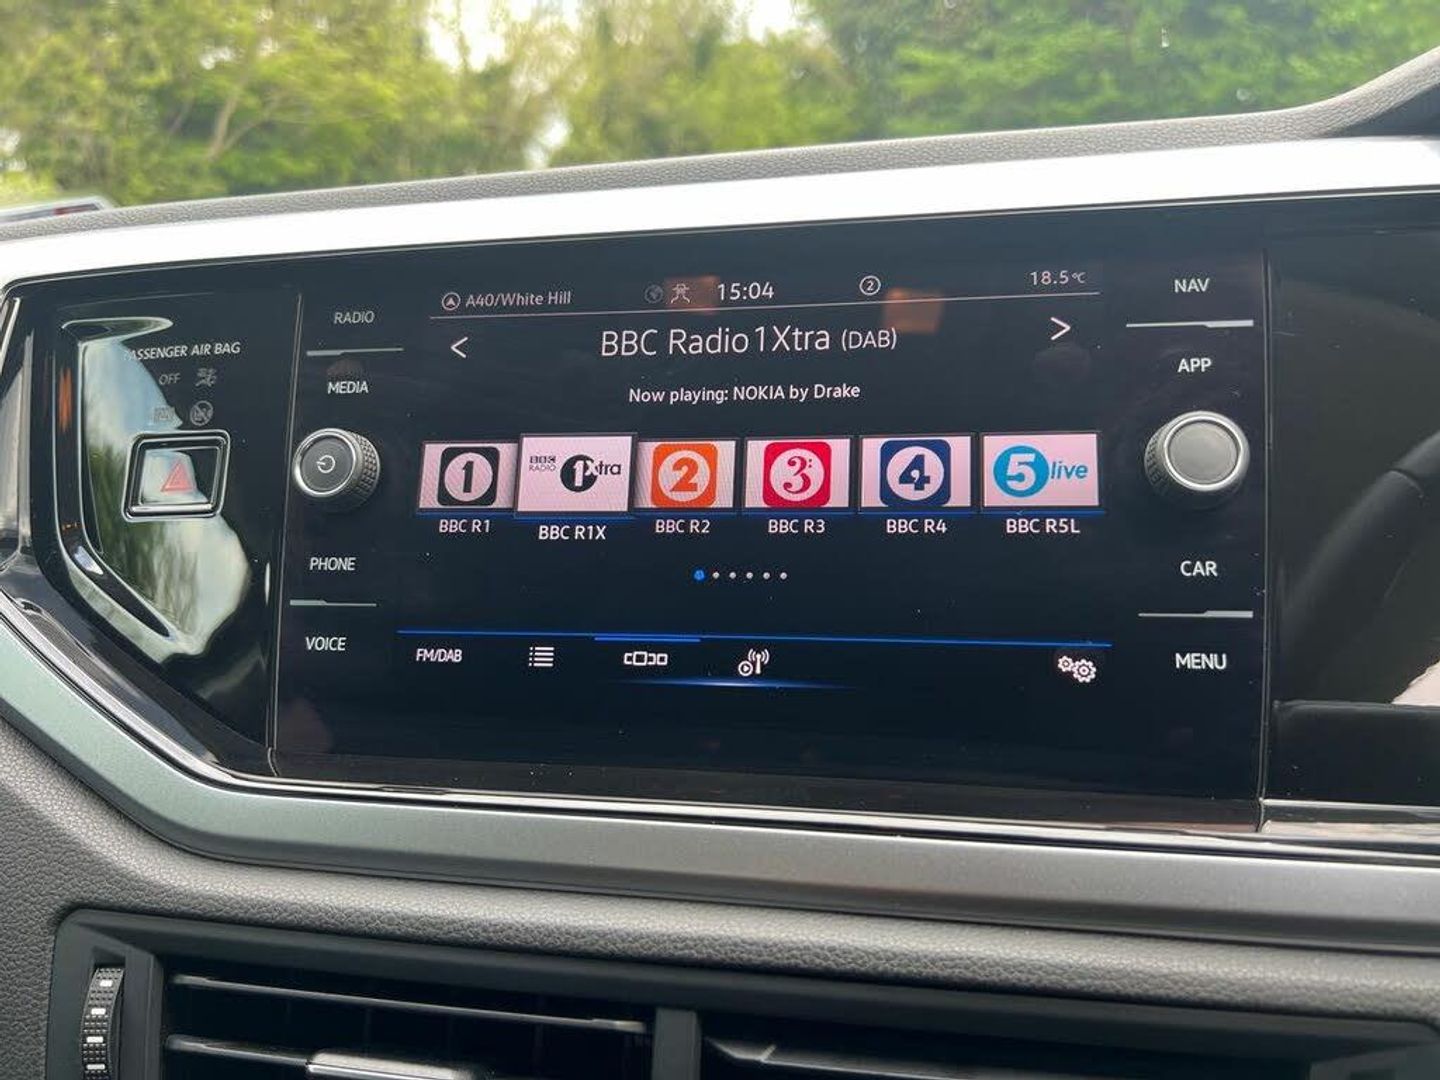 A40/White Hill
15:04
2
18.5°C
RADIO
NAV
BBC Radio 1Xtra (DAB)
PASSENGER AIR BAG
OFF
MEDIA
APP
Now playing: NOKIA by Drake
1
BBC RADIO 1Xtra
2
3
4
5 live
BBC R1
BBC R1X
BBC R2
BBC R3
BBC R4
BBC R5L
PHONE
CAR
VOICE
FM/DAB
MENU